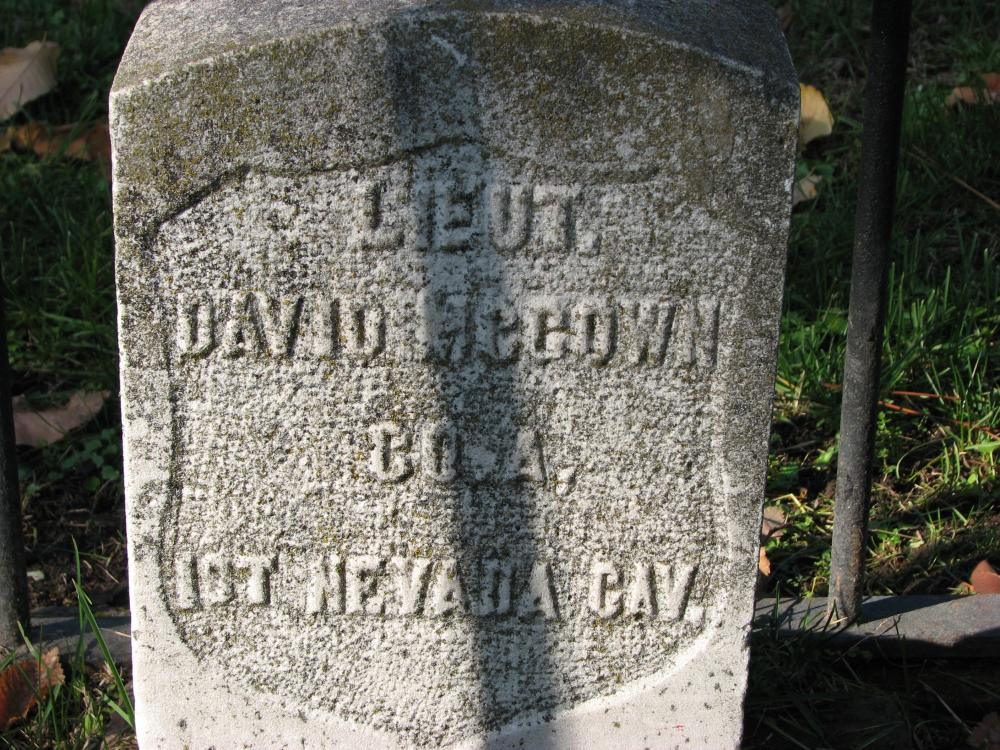 LIEUT.
DAVID McCOWN
CO. A,
1ST NEVADA CAV.